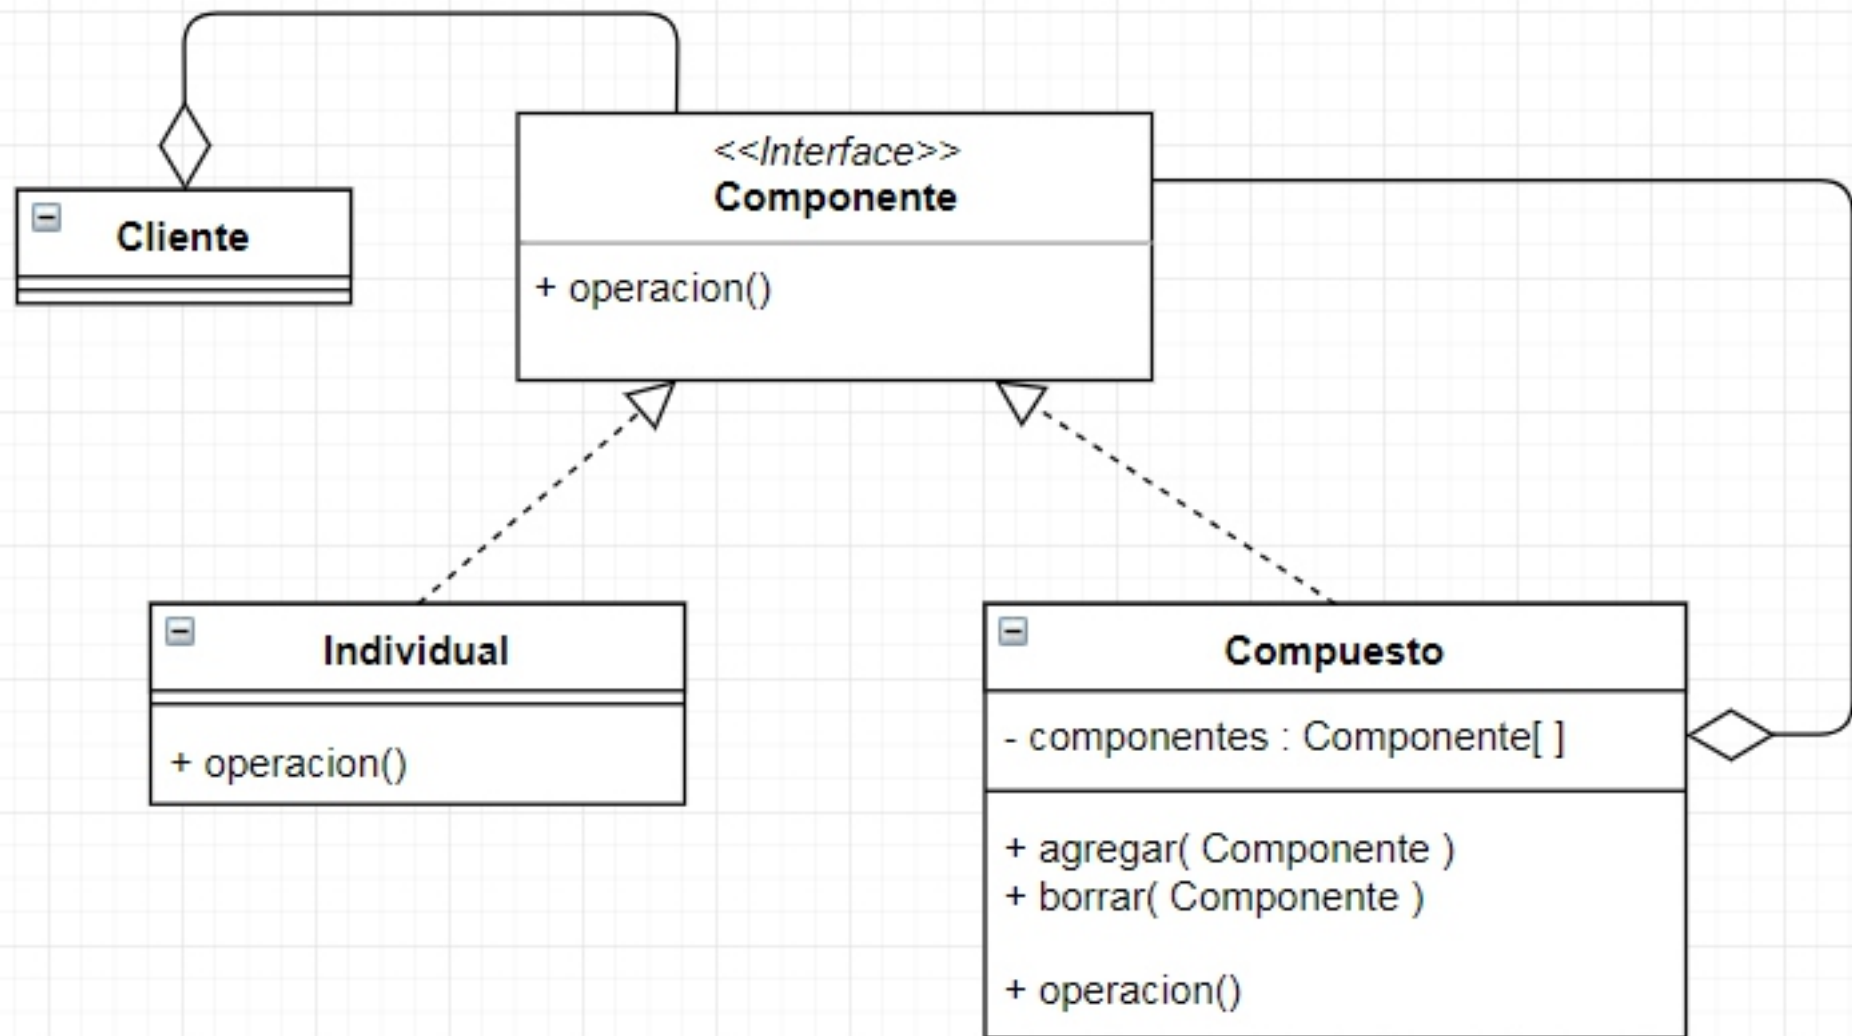 <<Interface>>
Componente
+ operacion()
Cliente
Individual
+ operacion()
Compuesto
- componentes : Componente[ ]
+ agregar( Componente )
+ borrar( Componente )
+ operacion()